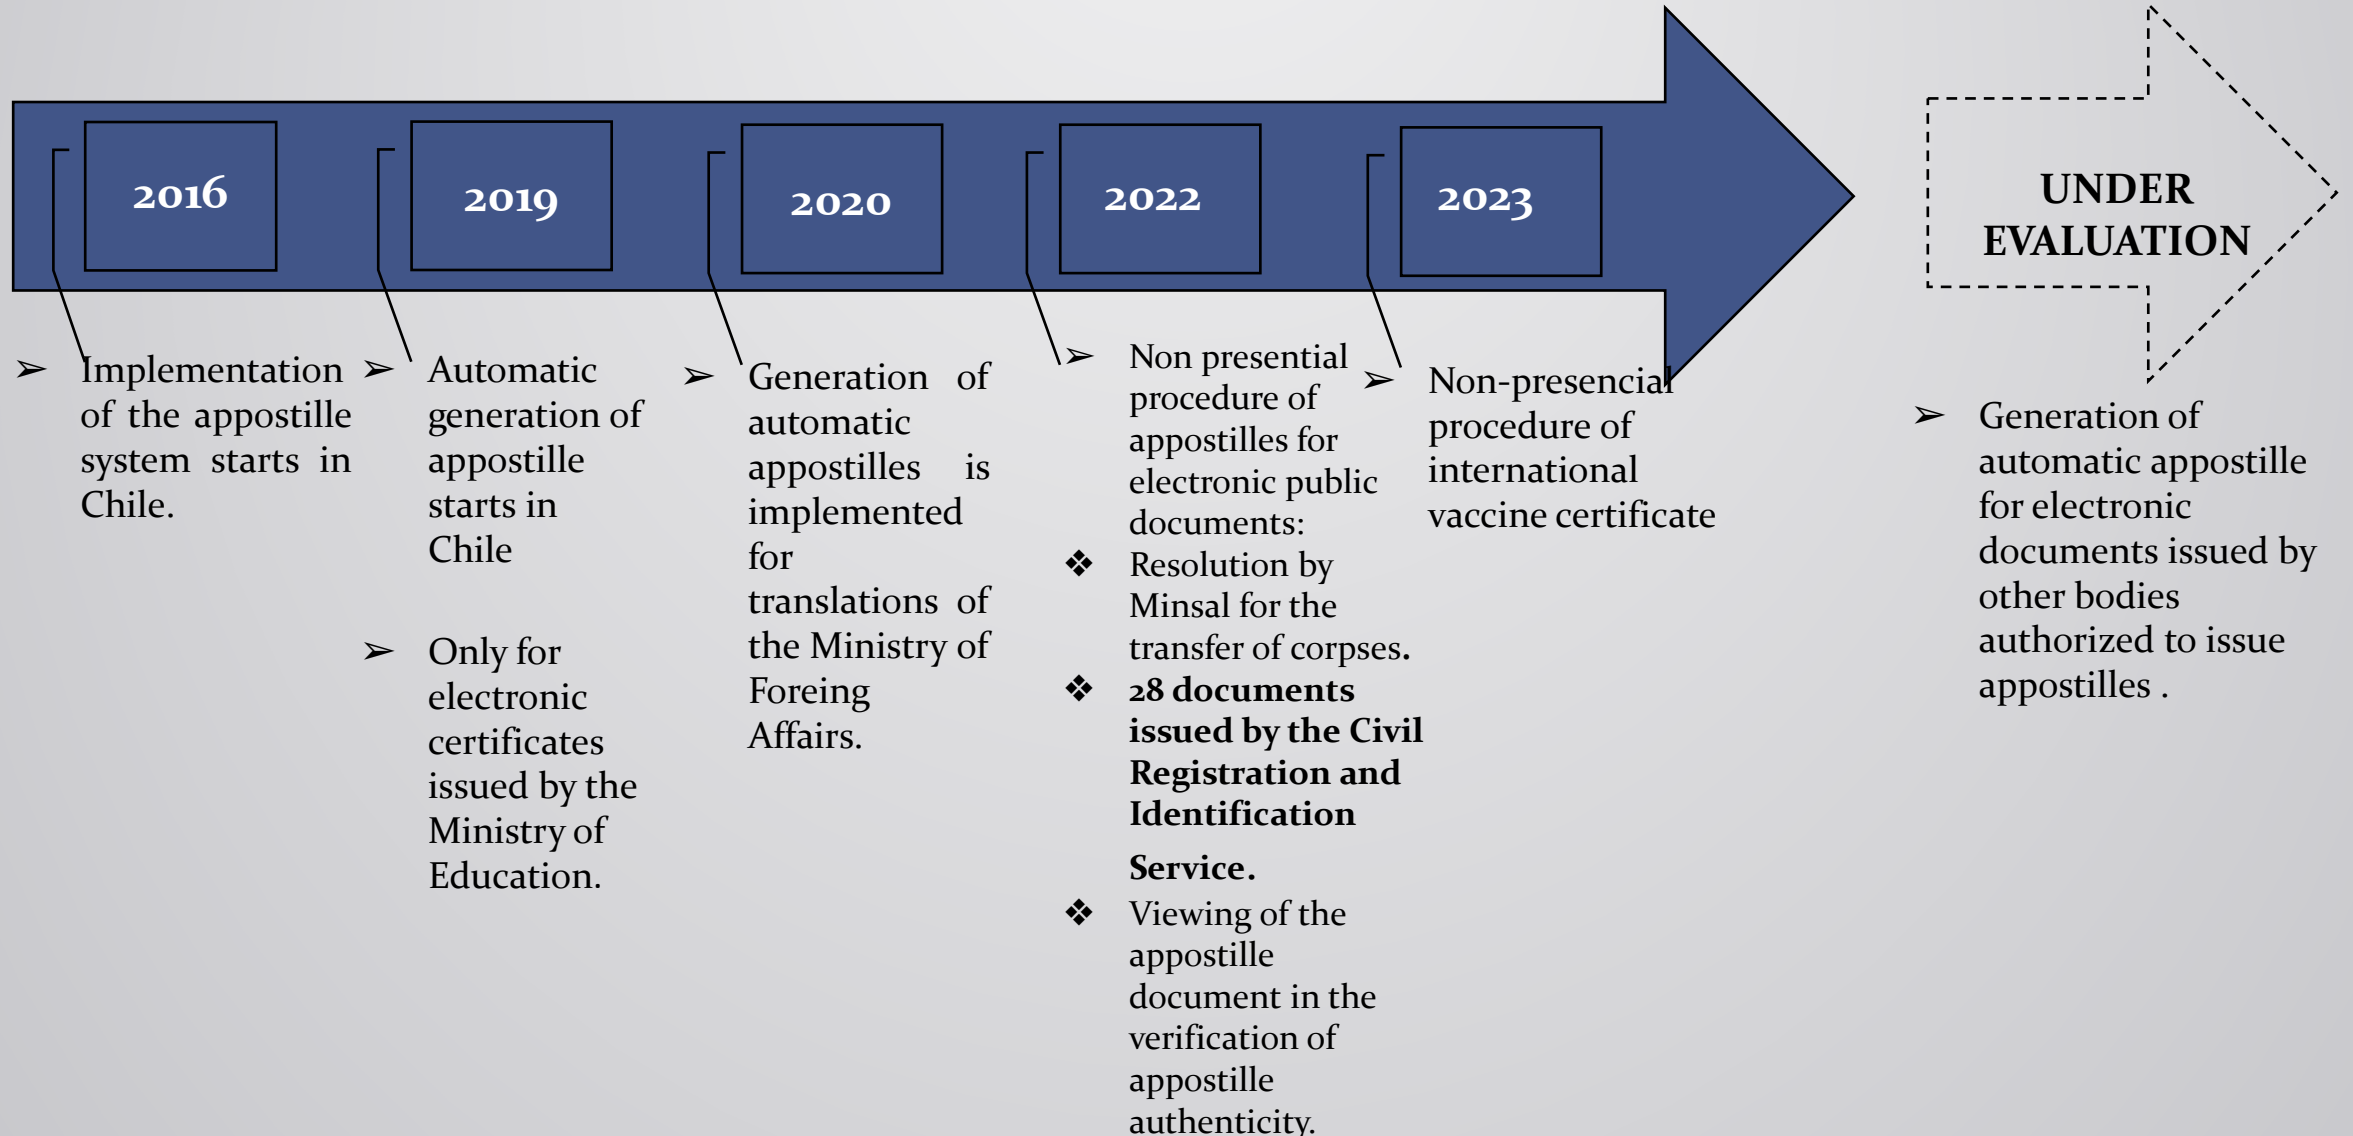 2016
2019
2020
2022
2023
UNDER
EVALUATION
➢ Implementation
of the appostille
system starts in
Chile.
➢ Automatic
generation of
appostille
starts in
Chile
➢ Only for
electronic
certificates
issued by the
Ministry of
Education.
➢ Generation of
automatic
appostilles is
implemented
for
translations of
the Ministry of
Foreing
Affairs.
➢ Non presential
procedure of
appostilles for
electronic public
documents:
❖ Resolution by
Minsal for the
transfer of corpses.
❖ 28 documents
issued by the Civil
Registration and
Identification
Service.
❖ Viewing of the
appostille
document in the
verification of
appostille
authenticity.
➢ Non-presencial
procedure of
international
vaccine certificate
➢ Generation of
automatic appostille
for electronic
documents issued by
other bodies
authorized to issue
appostilles .